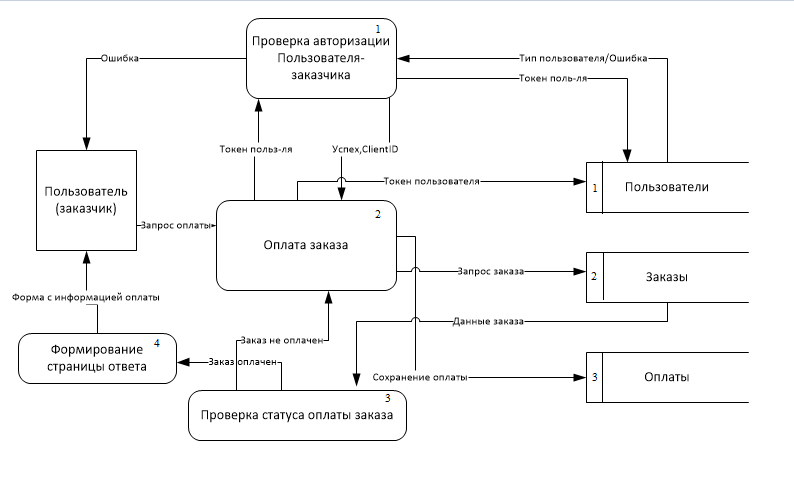 1
Проверка авторизации
Пользователя-
заказчика
Ошибка
Тип пользователя/Ошибка
Токен поль-ля
Токен польз-ля
Успех,ClientID
Токен пользователя
Пользователь
(заказчик)
1
Пользователи
Запрос оплаты
2
Оплата заказа
Запрос заказа
2
Заказы
Форма с информацией оплаты
Данные заказа
Заказ не оплачен
4
Формирование
страницы ответа
Заказ оплачен
Сохранение оплаты
3
Оплаты
3
Проверка статуса оплаты заказа